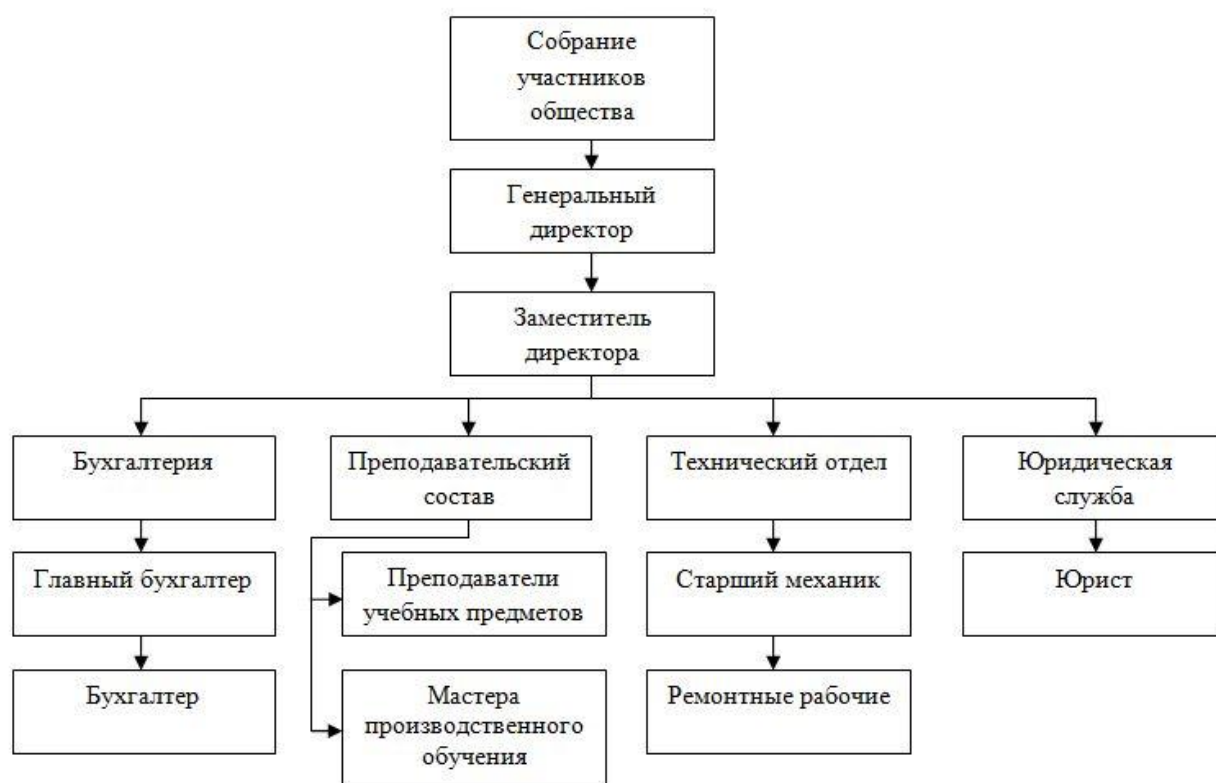 Собрание
участников
общества
Генеральный
директор
Заместитель
директора
Бухгалтерия
Преподавательский
состав
Технический отдел
Юридическая
служба
Главный бухгалтер
Преподаватели
учебных предметов
Старший механик
Юрист
Бухгалтер
Мастера
производственного
обучения
Ремонтные рабочие